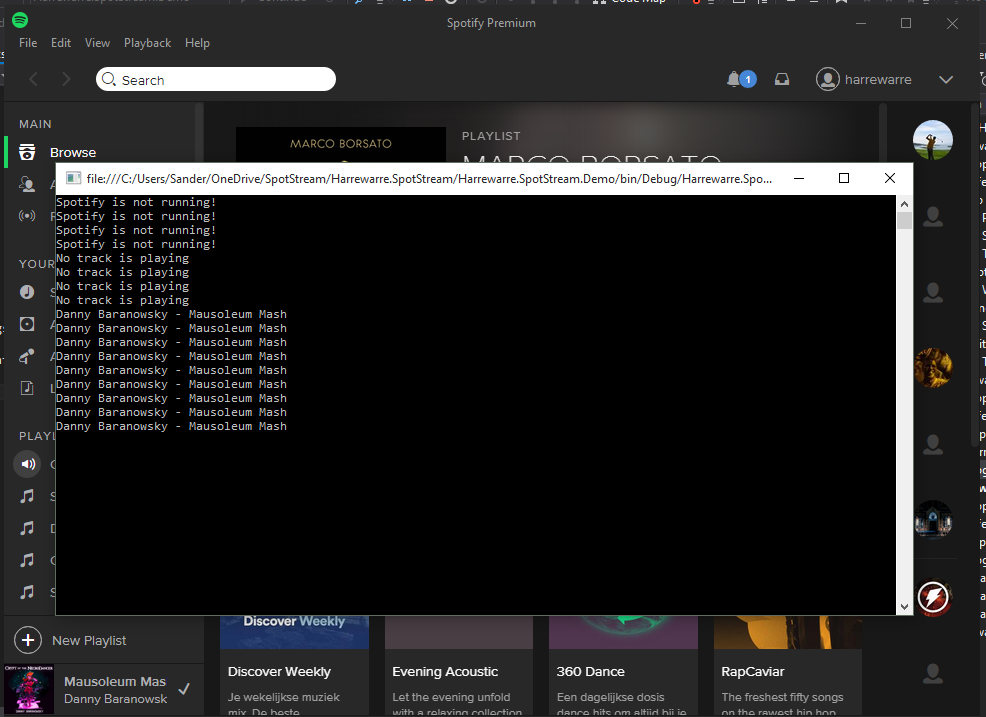 Spotify Premium
File Edit View Playback Help
Search
1
harrewarre
MAIN
Browse
MARCO BORSATO
PLAYLIST
MARCO BORSATO
file:///C:/Users/Sander/OneDrive/SpotStream/Harrewarre.SpotStream/Harrewarre.SpotStream.Demo/bin/Debug/Harrewarre.Spo...
Spotify is not running!
Spotify is not running!
Spotify is not running!
Spotify is not running!
No track is playing
No track is playing
No track is playing
No track is playing
Danny Baranowsky - Mausoleum Mash
Danny Baranowsky - Mausoleum Mash
Danny Baranowsky - Mausoleum Mash
Danny Baranowsky - Mausoleum Mash
Danny Baranowsky - Mausoleum Mash
Danny Baranowsky - Mausoleum Mash
Danny Baranowsky - Mausoleum Mash
Danny Baranowsky - Mausoleum Mash
Danny Baranowsky - Mausoleum Mash
YOUR
PLAYL
New Playlist
Mausoleum Mas
Danny Baranowsk
Discover Weekly
Discover Weekly
Je wekelijkse muziek
mix. De beste
Evening Acoustic
Let the evening unfold
with a relaxing collection
360 Dance
Een dagelijkse dosis
dance hits om altijd bij je
RapCaviar
The freshest fifty songs
on the rawest hip hop